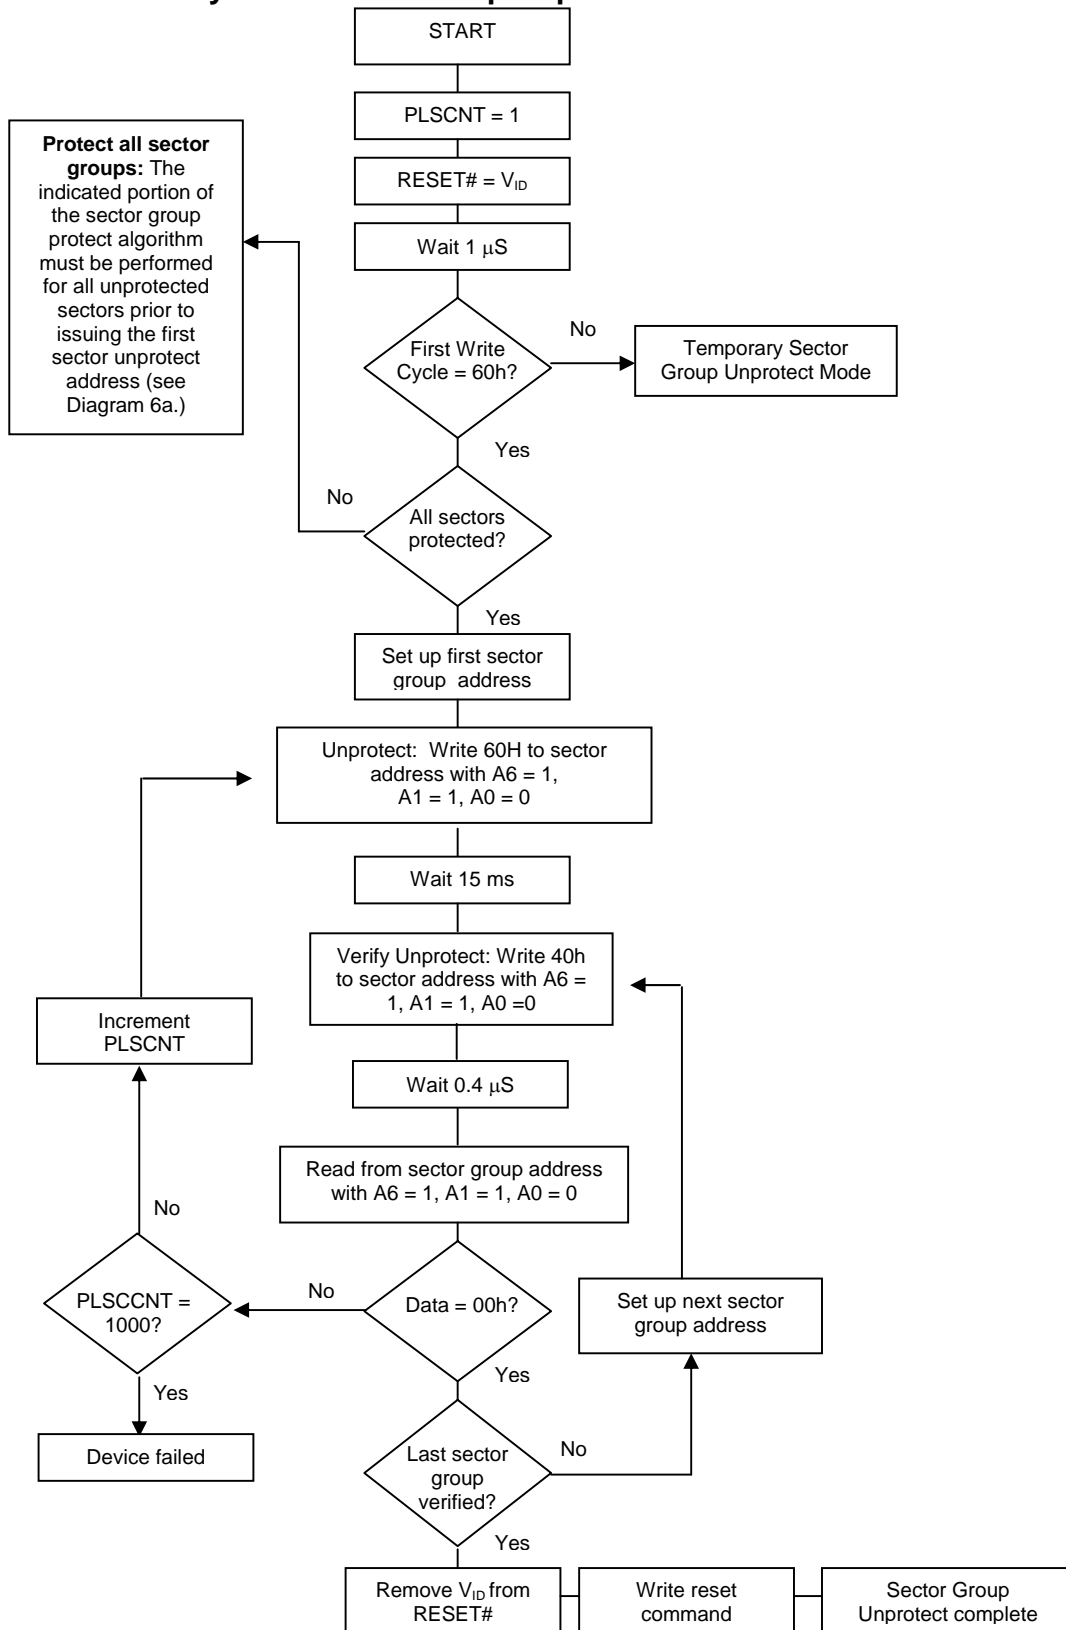 START
PLSCNT = 1
RESET# = VID
Wait 1 μS
Protect all sector
groups: The
indicated portion of
the sector group
protect algorithm
must be performed
for all unprotected
sectors prior to
issuing the first
sector unprotect
address (see
Diagram 6a.)
First Write
Cycle = 60h?
No
Temporary Sector
Group Unprotect Mode
Yes
No
All sectors
protected?
Yes
Set up first sector
group address
Unprotect: Write 60H to sector
address with A6 = 1,
A1 = 1, A0 = 0
Wait 15 ms
Verify Unprotect: Write 40h
to sector address with A6 =
1, A1 = 1, A0 =0
Increment
PLSCNT
Wait 0.4 μS
Read from sector group address
with A6 = 1, A1 = 1, A0 = 0
No
PLSCCNT =
1000?
No
Data = 00h?
Set up next sector
group address
Yes
Yes
Device failed
Last sector
group
verified?
No
Yes
Remove VID from
RESET#
Write reset
command
Sector Group
Unprotect complete